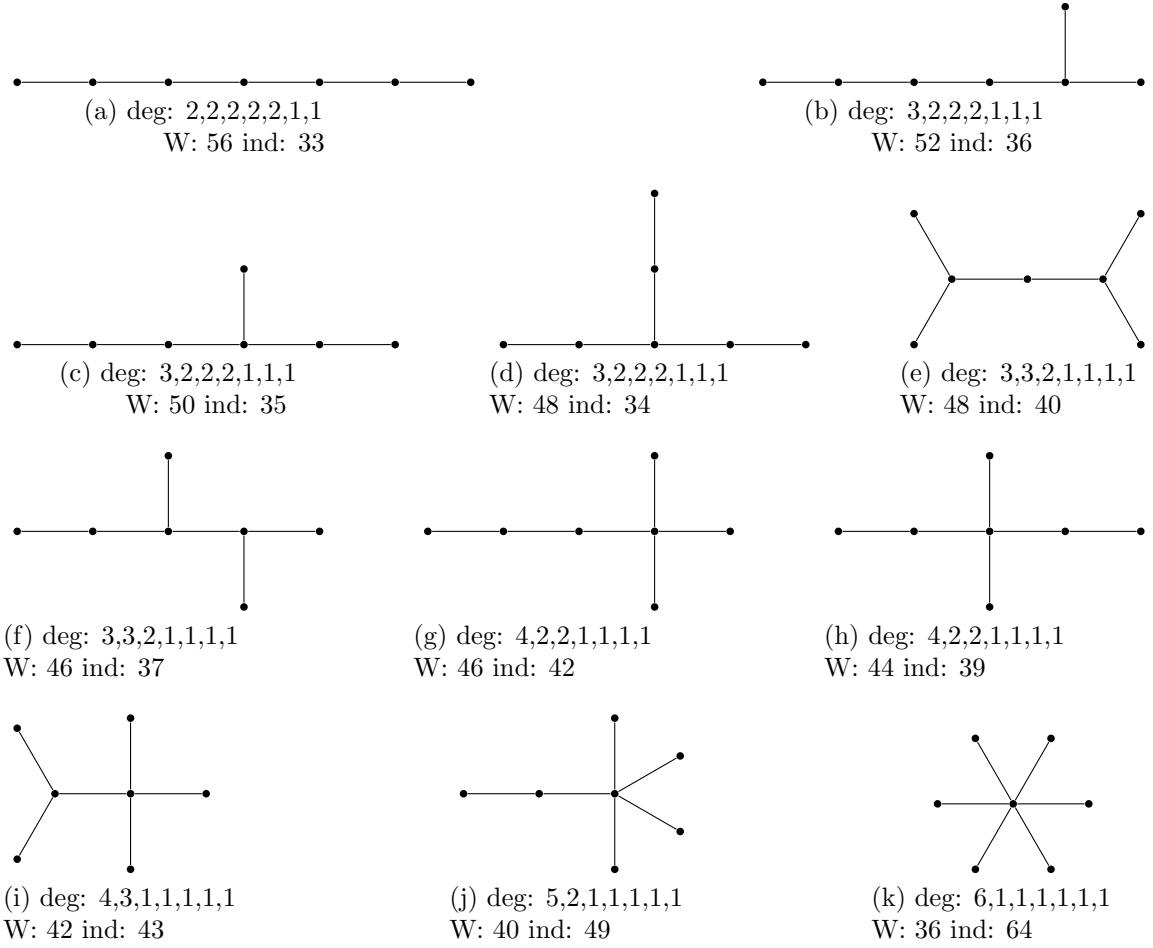 (a) deg: 2,2,2,2,2,1,1
W: 56 ind: 33
(b) deg: 3,2,2,2,1,1,1
W: 52 ind: 36
(c) deg: 3,2,2,2,1,1,1
W: 50 ind: 35
(d) deg: 3,2,2,2,1,1,1
W: 48 ind: 34
(e) deg: 3,3,2,1,1,1,1
W: 48 ind: 40
(f) deg: 3,3,2,1,1,1,1
W: 46 ind: 37
(g) deg: 4,2,2,1,1,1,1
W: 46 ind: 42
(h) deg: 4,2,2,1,1,1,1
W: 44 ind: 39
(i) deg: 4,3,1,1,1,1,1
W: 42 ind: 43
(j) deg: 5,2,1,1,1,1,1
W: 40 ind: 49
(k) deg: 6,1,1,1,1,1,1
W: 36 ind: 64